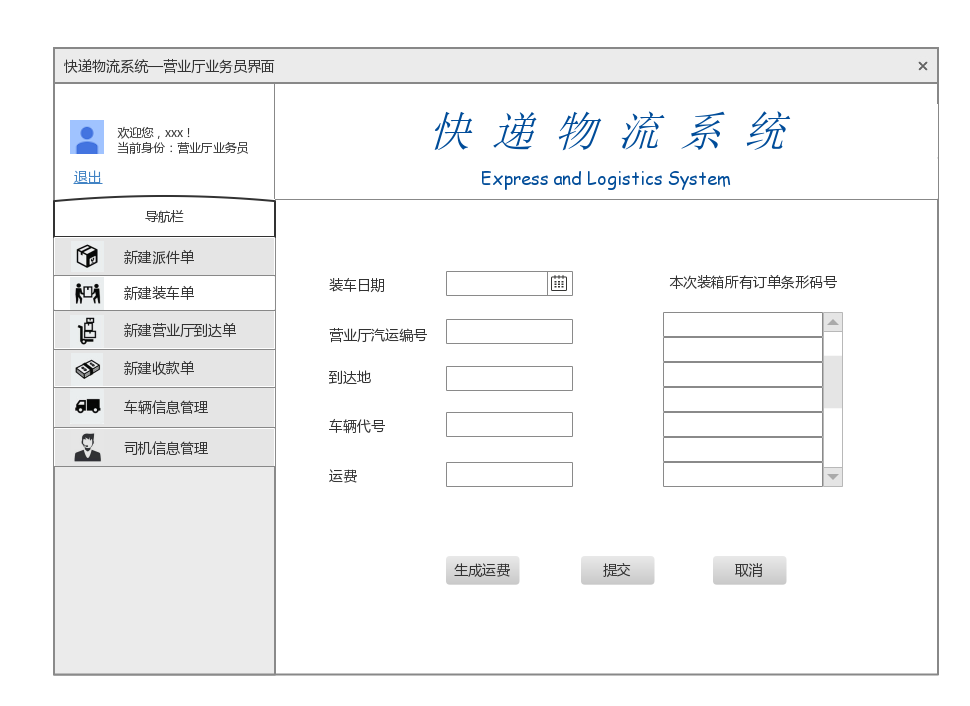 快递物流系统—营业厅业务员界面
×
欢迎您，xxx！
当前身份：营业厅业务员
退出
快递物流系统
Express and Logistics System
导航栏
新建派件单
新建装车单
新建营业厅到达单
新建收款单
车辆信息管理
司机信息管理
装车日期
本次装箱所有订单条形码号
营业厅汽运编号
到达地
车辆代号
运费
生成运费
提交
取消